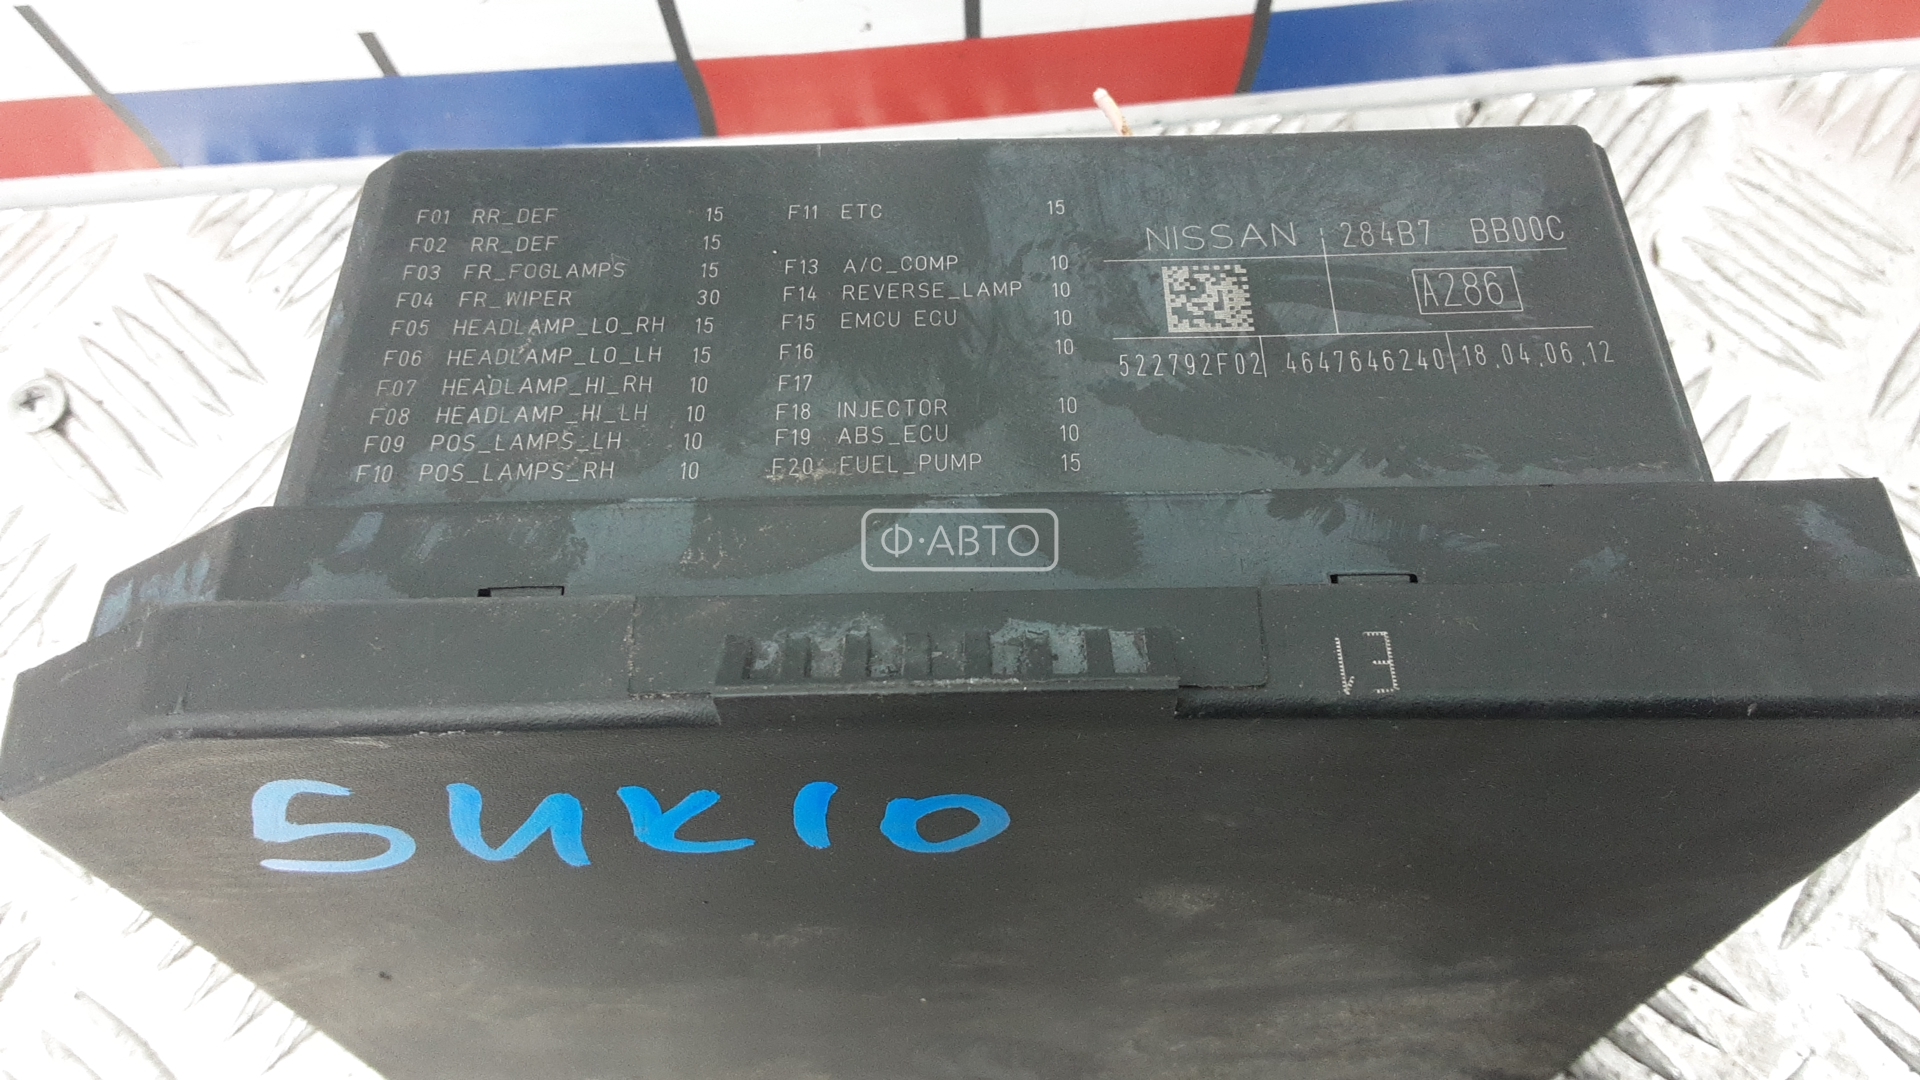 F01 RR_DEF 15
F02 RR_DEF 15
F03 FR_FOGLAMPS 15
F04 FR_WIPER 30
F05 HEADLAMP_LO_RH 15
F06 HEADLAMP_LO_LH 15
F07 HEADLAMP_HI_RH 10
F08 HEADLAMP_HI_LH 10
F09 POS_LAMPS_LH 10
F10 POS_LAMPS_RH 10
F11 ETC 15
F13 A/C_COMP 10
F14 REVERSE_LAMP 10
F15 EMCU ECU 10
F16 10
F17
F18 INJECTOR 10
F19 ABS_ECU 10
F20 FUEL_PUMP 15
NISSAN 284B7 BB00C
A286
522792F02 4647646240 18.04.06.12
Ф·АВТО